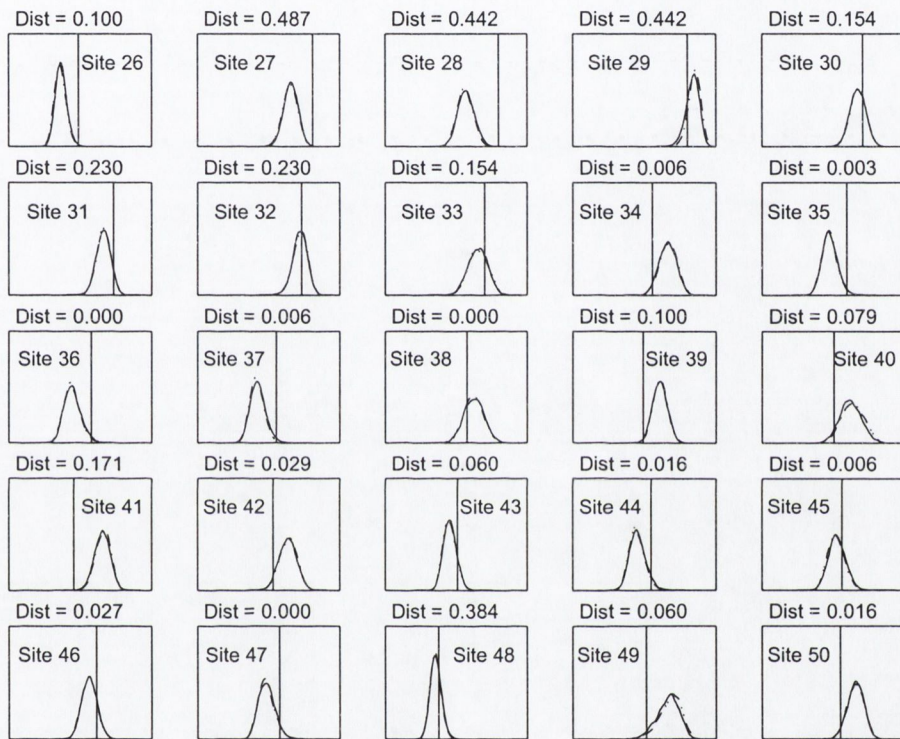 Dist = 0.100 Dist = 0.487 Dist = 0.442 Dist = 0.442 Dist = 0.154
Site 26 Site 27 Site 28 Site 29 Site 30
Dist = 0.230 Dist = 0.230 Dist = 0.154 Dist = 0.006 Dist = 0.003
Site 31 Site 32 Site 33 Site 34 Site 35
Dist = 0.000 Dist = 0.006 Dist = 0.000 Dist = 0.100 Dist = 0.079
Site 36 Site 37 Site 38 Site 39 Site 40
Dist = 0.171 Dist = 0.029 Dist = 0.060 Dist = 0.016 Dist = 0.006
Site 41 Site 42 Site 43 Site 44 Site 45
Dist = 0.027 Dist = 0.000 Dist = 0.384 Dist = 0.060 Dist = 0.016
Site 46 Site 47 Site 48 Site 49 Site 50